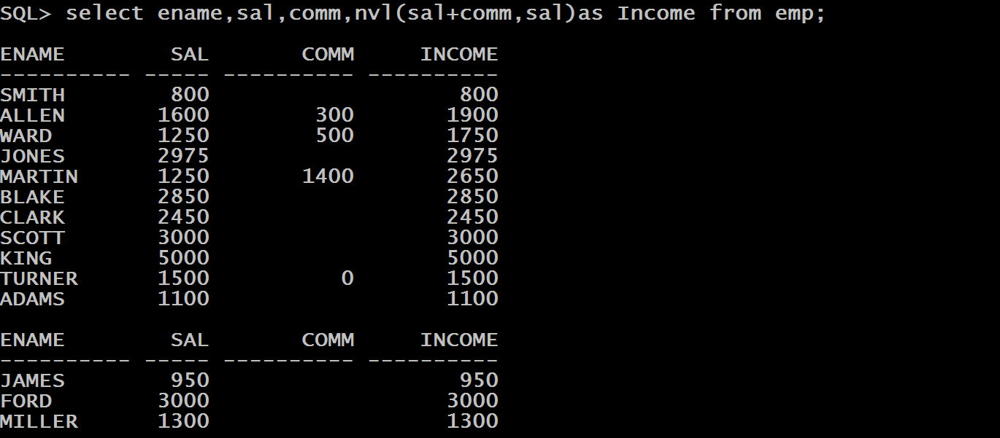 SQL> select ename,sal,comm,nvl(sal+comm,sal)as Income from emp;
ENAME        SAL       COMM     INCOME
---------- ----- ---------- ----------
SMITH        800                   800
ALLEN       1600        300       1900
WARD        1250        500       1750
JONES       2975                  2975
MARTIN      1250       1400       2650
BLAKE       2850                  2850
CLARK       2450                  2450
SCOTT       3000                  3000
KING        5000                  5000
TURNER      1500          0       1500
ADAMS       1100                  1100
ENAME        SAL       COMM     INCOME
---------- ----- ---------- ----------
JAMES        950                   950
FORD        3000                  3000
MILLER      1300                  1300